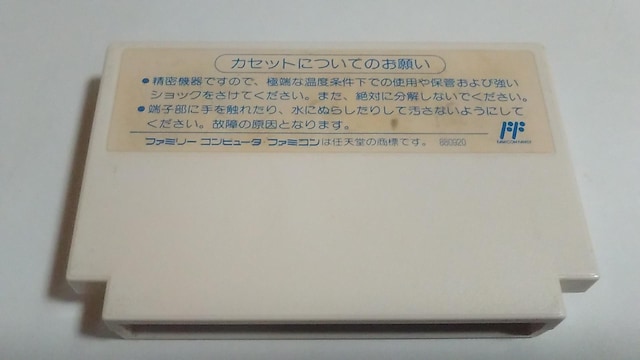 カセットについてのお願い
●精密機器ですので、極端な温度条件下での使用や保管および強い
ショックをさけてください。また、絶対に分解しないでください。
●端子部に手を触れたり、水にぬらしたりして汚さないようにして
ください。故障の原因となります。
ファミリーコンピュータ ファミコンは任天堂の商標です。 880920